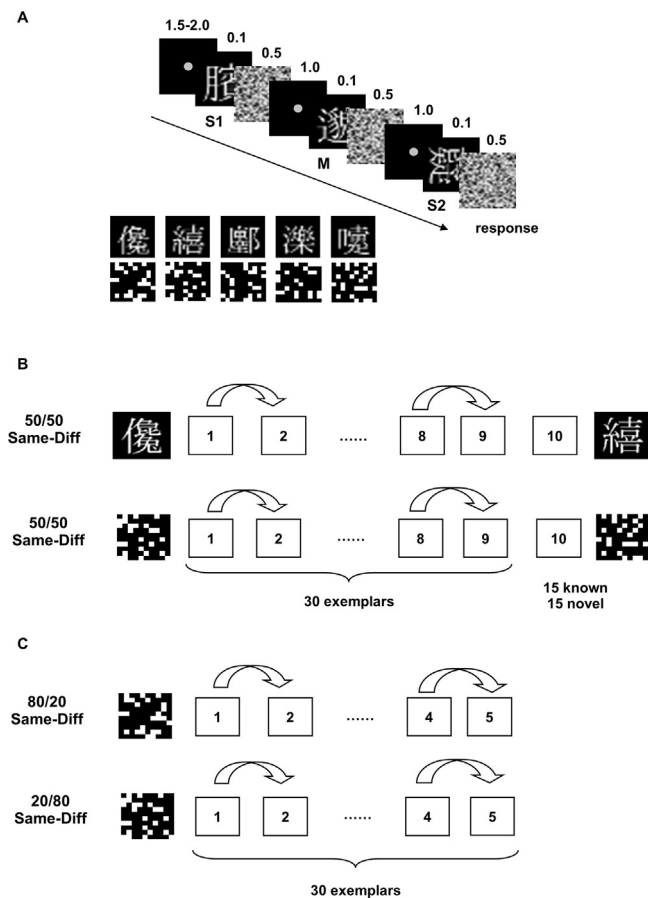 A
1.5-2.0
0.1
0.5
1.0
0.1
0.5
1.0
0.1
0.5
臏
邈
S1
M
S2
response
儳 濼 嚏
B
50/50
Same-Diff
儳 1 2 ...... 8 9 10
50/50
Same-Diff
1 2 ...... 8 9 10
30 exemplars
15 known
15 novel
C
80/20
Same-Diff
1 2 ...... 4 5
20/80
Same-Diff
1 2 ...... 4 5
30 exemplars